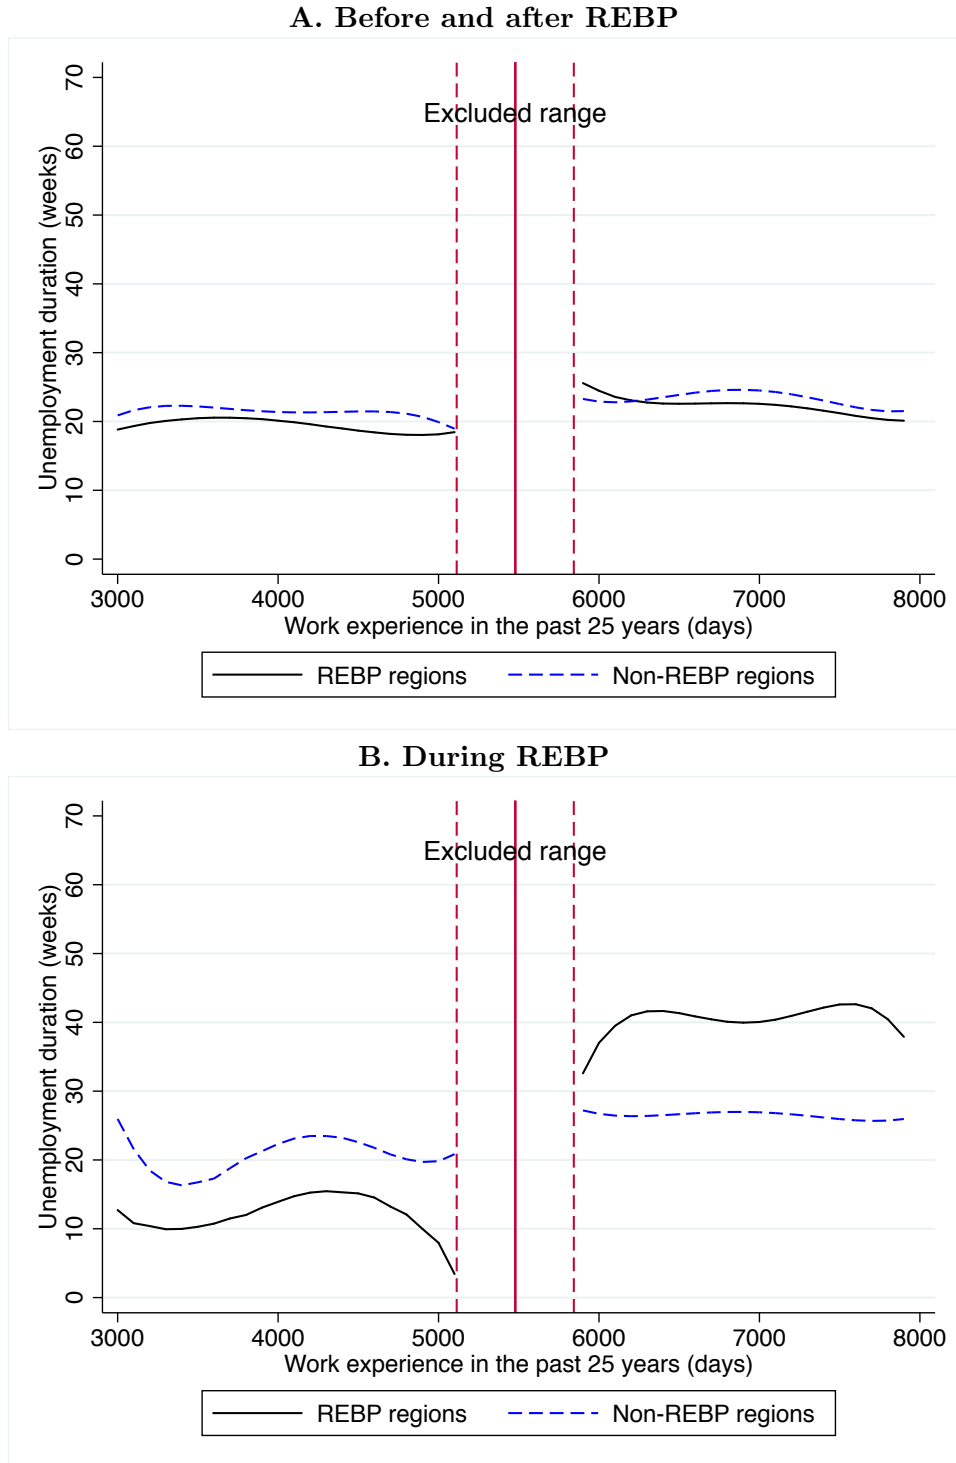 A. Before and after REBP
Excluded range
Unemployment duration (weeks)
70
60
50
40
30
20
10
0
3000 4000 5000 6000 7000 8000
Work experience in the past 25 years (days)
REBP regions Non-REBP regions
B. During REBP
Excluded range
Unemployment duration (weeks)
70
60
50
40
30
20
10
0
3000 4000 5000 6000 7000 8000
Work experience in the past 25 years (days)
REBP regions Non-REBP regions